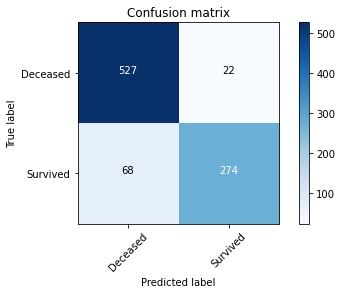 Confusion matrix
True label
Deceased
527
22
Survived
68
274
Deceased
Survived
Predicted label
500
400
300
200
100